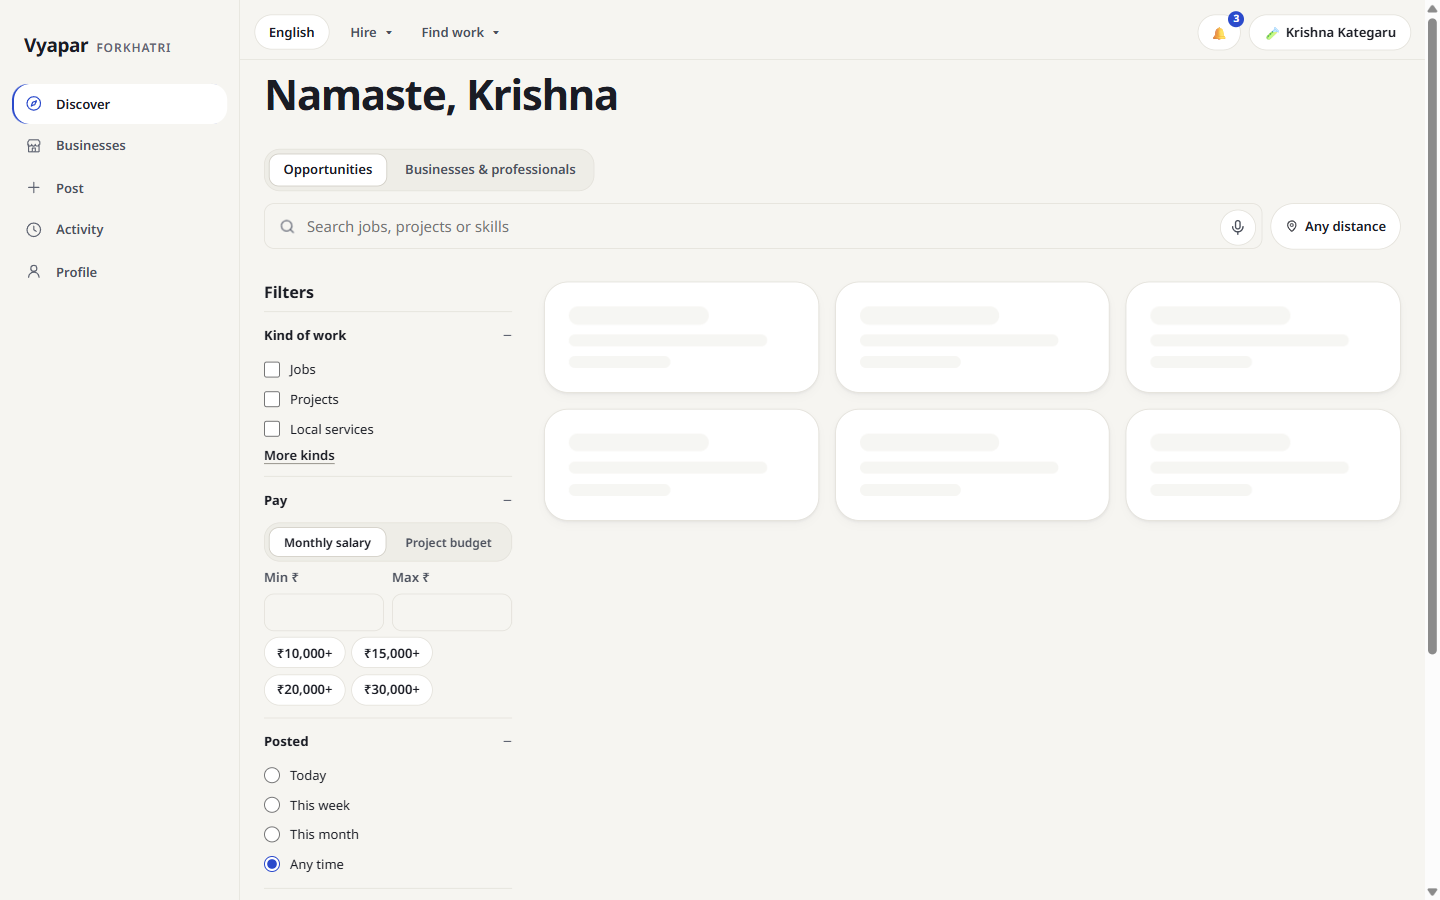 Vyapar FORKHATRI
Discover
Businesses
Post
Activity
Profile
English
Hire
Find work
3
Krishna Kategaru
Namaste, Krishna
Opportunities
Businesses & professionals
Search jobs, projects or skills
Any distance
Filters
Kind of work
Jobs
Projects
Local services
More kinds
Pay
Monthly salary
Project budget
Min ₹
Max ₹
₹10,000+
₹15,000+
₹20,000+
₹30,000+
Posted
Today
This week
This month
Any time